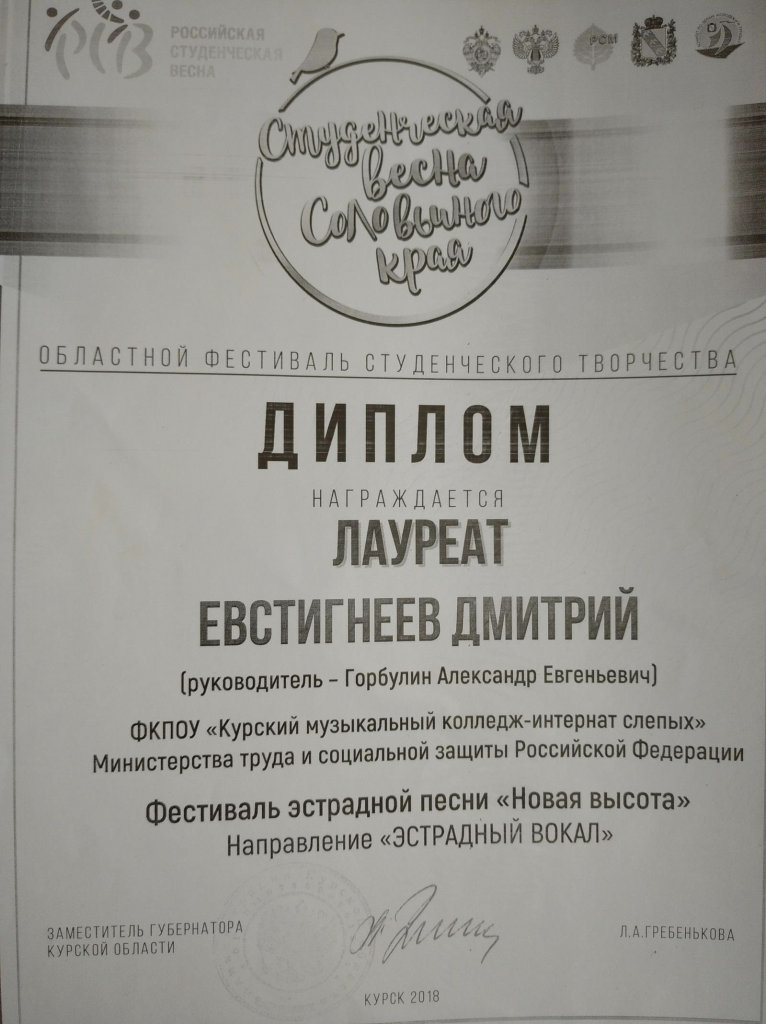 РСВ
РОССИЙСКАЯ
СТУДЕНЧЕСКАЯ
ВЕСНА
РСМ
Студенческая
весна
Соловьиного
края
ОБЛАСТНОЙ ФЕСТИВАЛЬ СТУДЕНЧЕСКОГО ТВОРЧЕСТВА
ДИПЛОМ
НАГРАЖДАЕТСЯ
ЛАУРЕАТ
ЕВСТИГНЕЕВ ДМИТРИЙ
(руководитель – Горбулин Александр Евгеньевич)
ФКПОУ «Курский музыкальный колледж-интернат слепых»
Министерства труда и социальной защиты Российской Федерации
Фестиваль эстрадной песни «Новая высота»
Направление «ЭСТРАДНЫЙ ВОКАЛ»
ЗАМЕСТИТЕЛЬ ГУБЕРНАТОРА
КУРСКОЙ ОБЛАСТИ
Л.А.ГРЕБЕНЬКОВА
КУРСК 2018